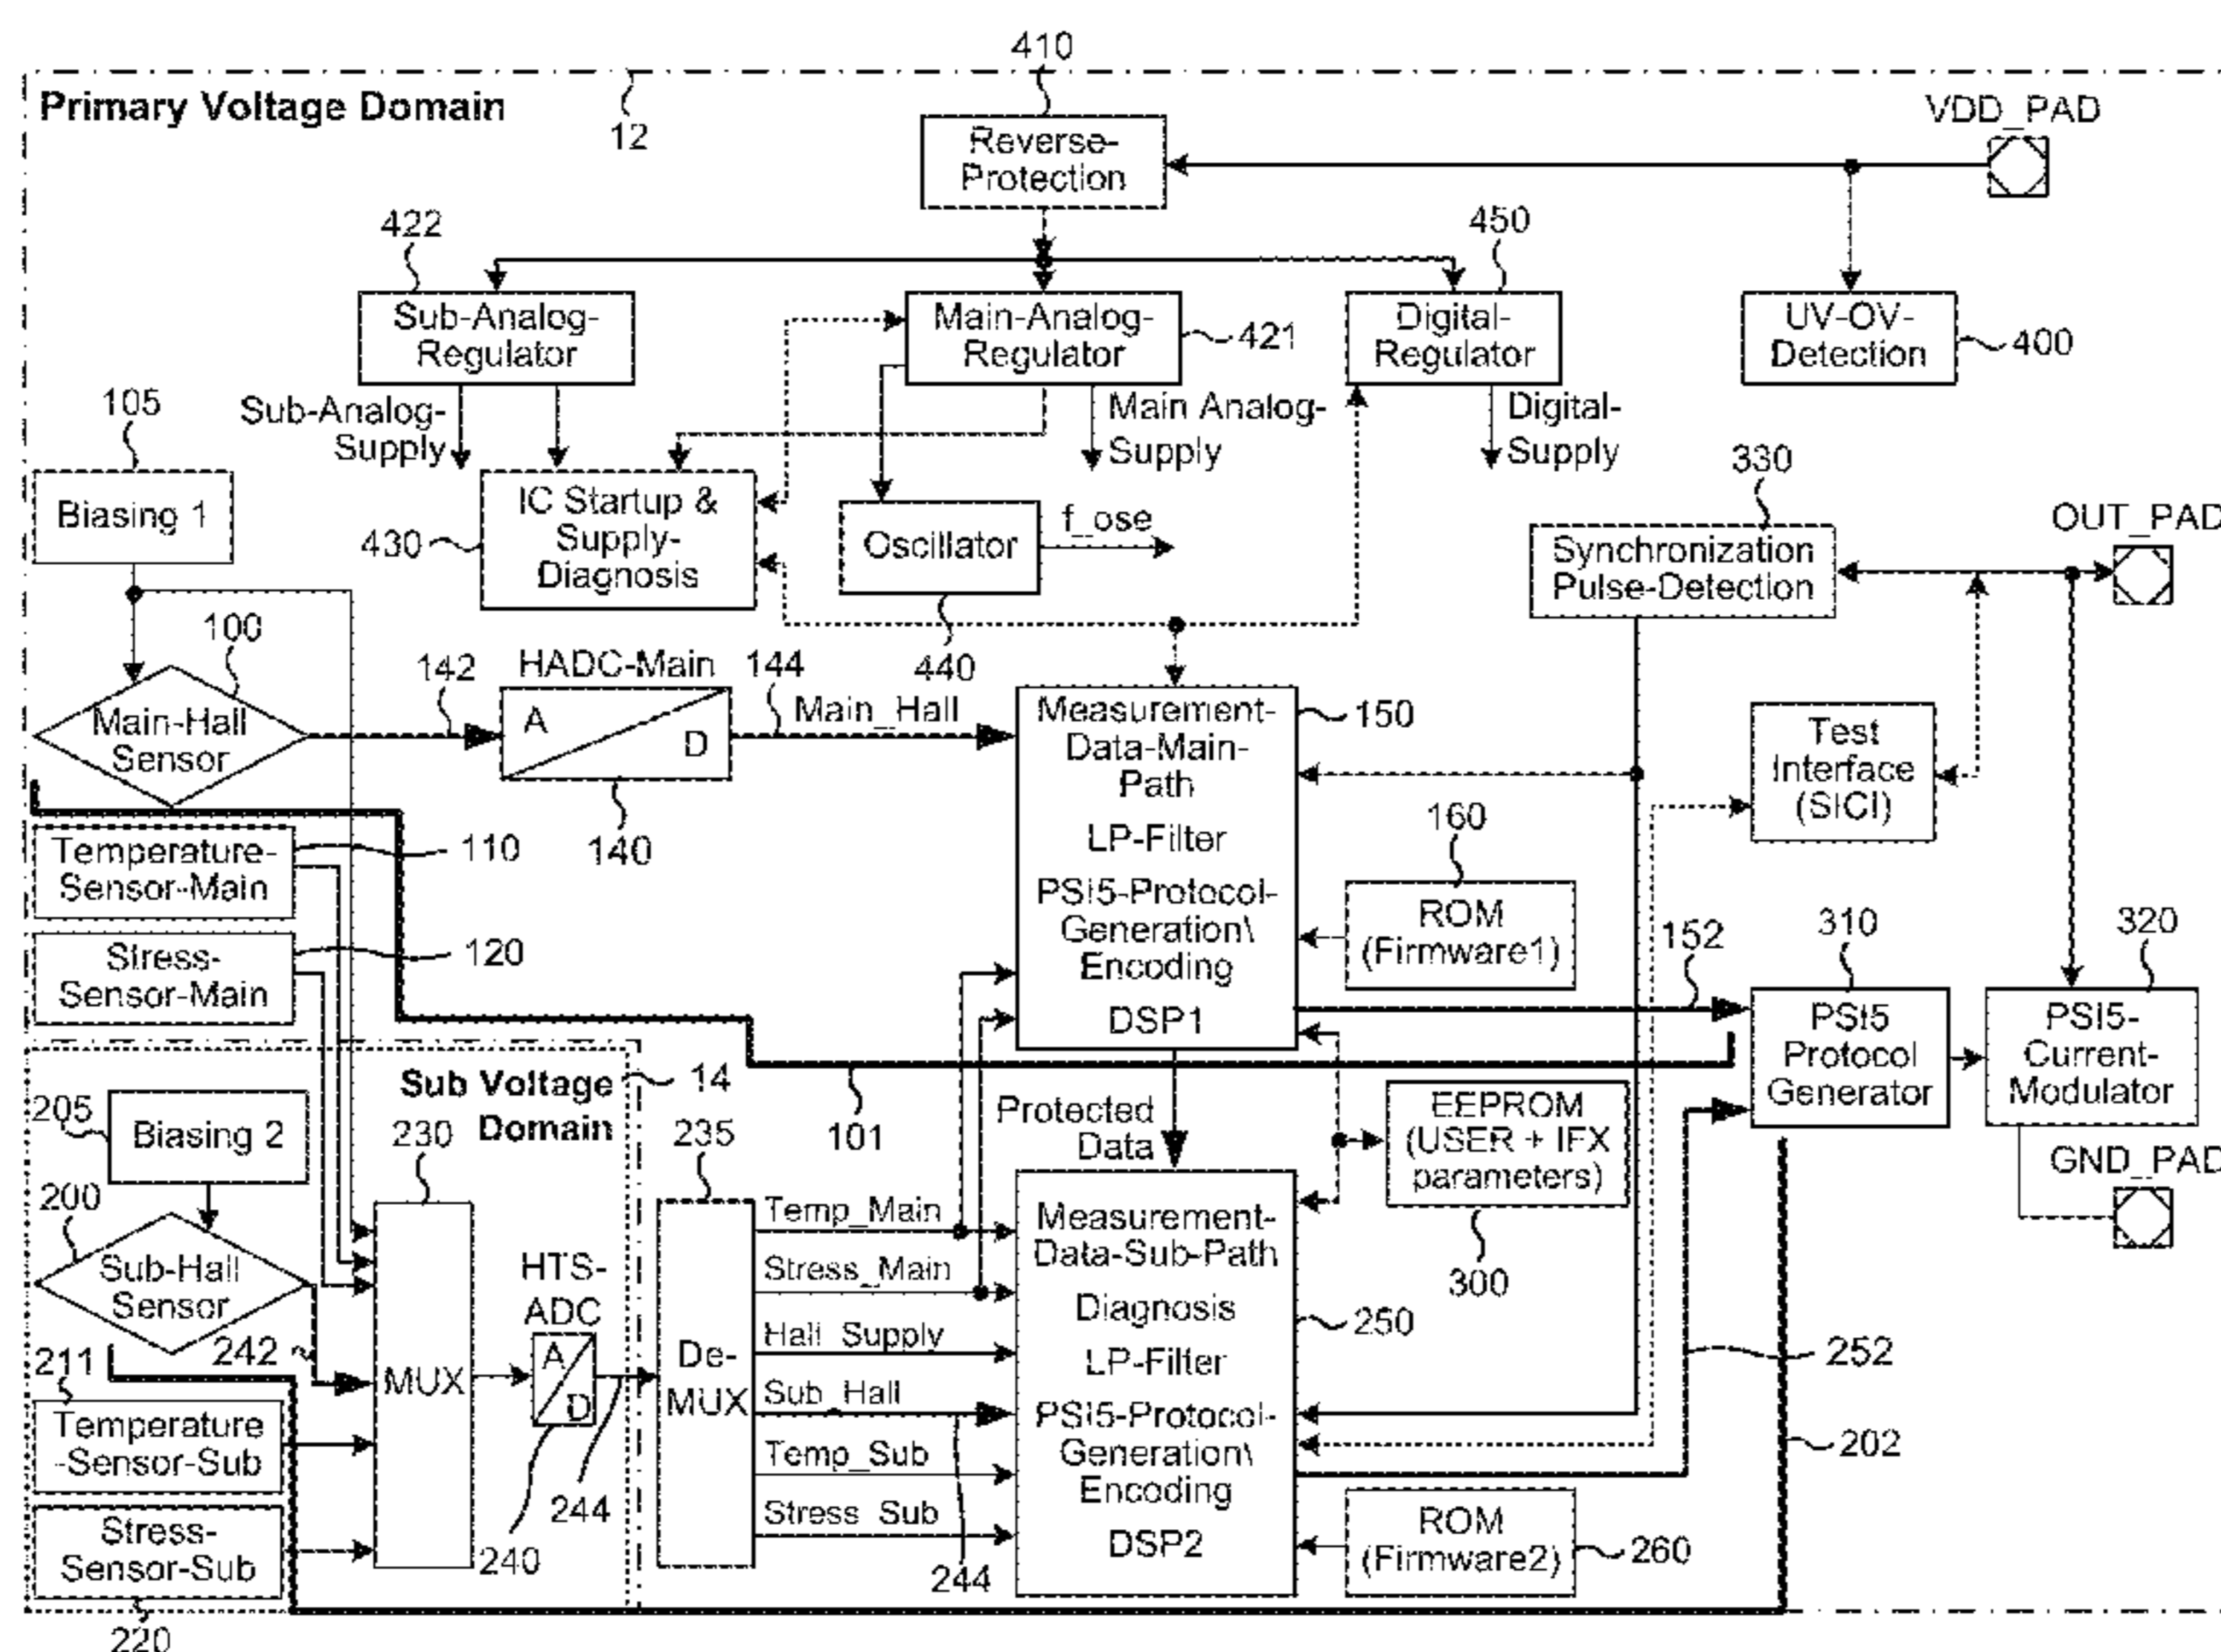 410
Primary Voltage Domain
12
VDD_PAD
Reverse-
Protection
422
450
Sub-Analog-
Regulator
Main-Analog-
Regulator
421
Digital-
Regulator
UV-OV-
Detection
400
105
Sub-Analog-
Supply
Main Analog-
Supply
Digital-
Supply
330
Biasing 1
430
IC Startup &
Supply-
Diagnosis
Oscillator
f_ose
440
Synchronization
Pulse-Detection
OUT_PAD
100
Main-Hall
Sensor
142
HADC-Main
A
D
140
144
Main_Hall
Measurement-
Data-Main-
Path
LP-Filter
PSI5-Protocol-
Generation\
Encoding
DSP1
150
Test
Interface
(SICI)
Temperature-
Sensor-Main
110
Stress-
Sensor-Main
120
160
ROM
(Firmware1)
152
310
PSI5
Protocol
Generator
320
PSI5-
Current-
Modulator
GND_PAD
101
Sub Voltage
Domain
14
205
Biasing 2
200
Sub-Hall
Sensor
242
211
Temperature
-Sensor-Sub
Stress-
Sensor-Sub
220
230
MUX
HTS-
ADC
A
D
240
244
235
De-
MUX
Protected
Data
Temp_Main
Stress_Main
Hall_Supply
Sub_Hall
Temp_Sub
Stress_Sub
244
Measurement-
Data-Sub-Path
Diagnosis
LP-Filter
PSI5-Protocol-
Generation\
Encoding
DSP2
250
EEPROM
(USER + IFX
parameters)
300
252
202
ROM
(Firmware2)
260